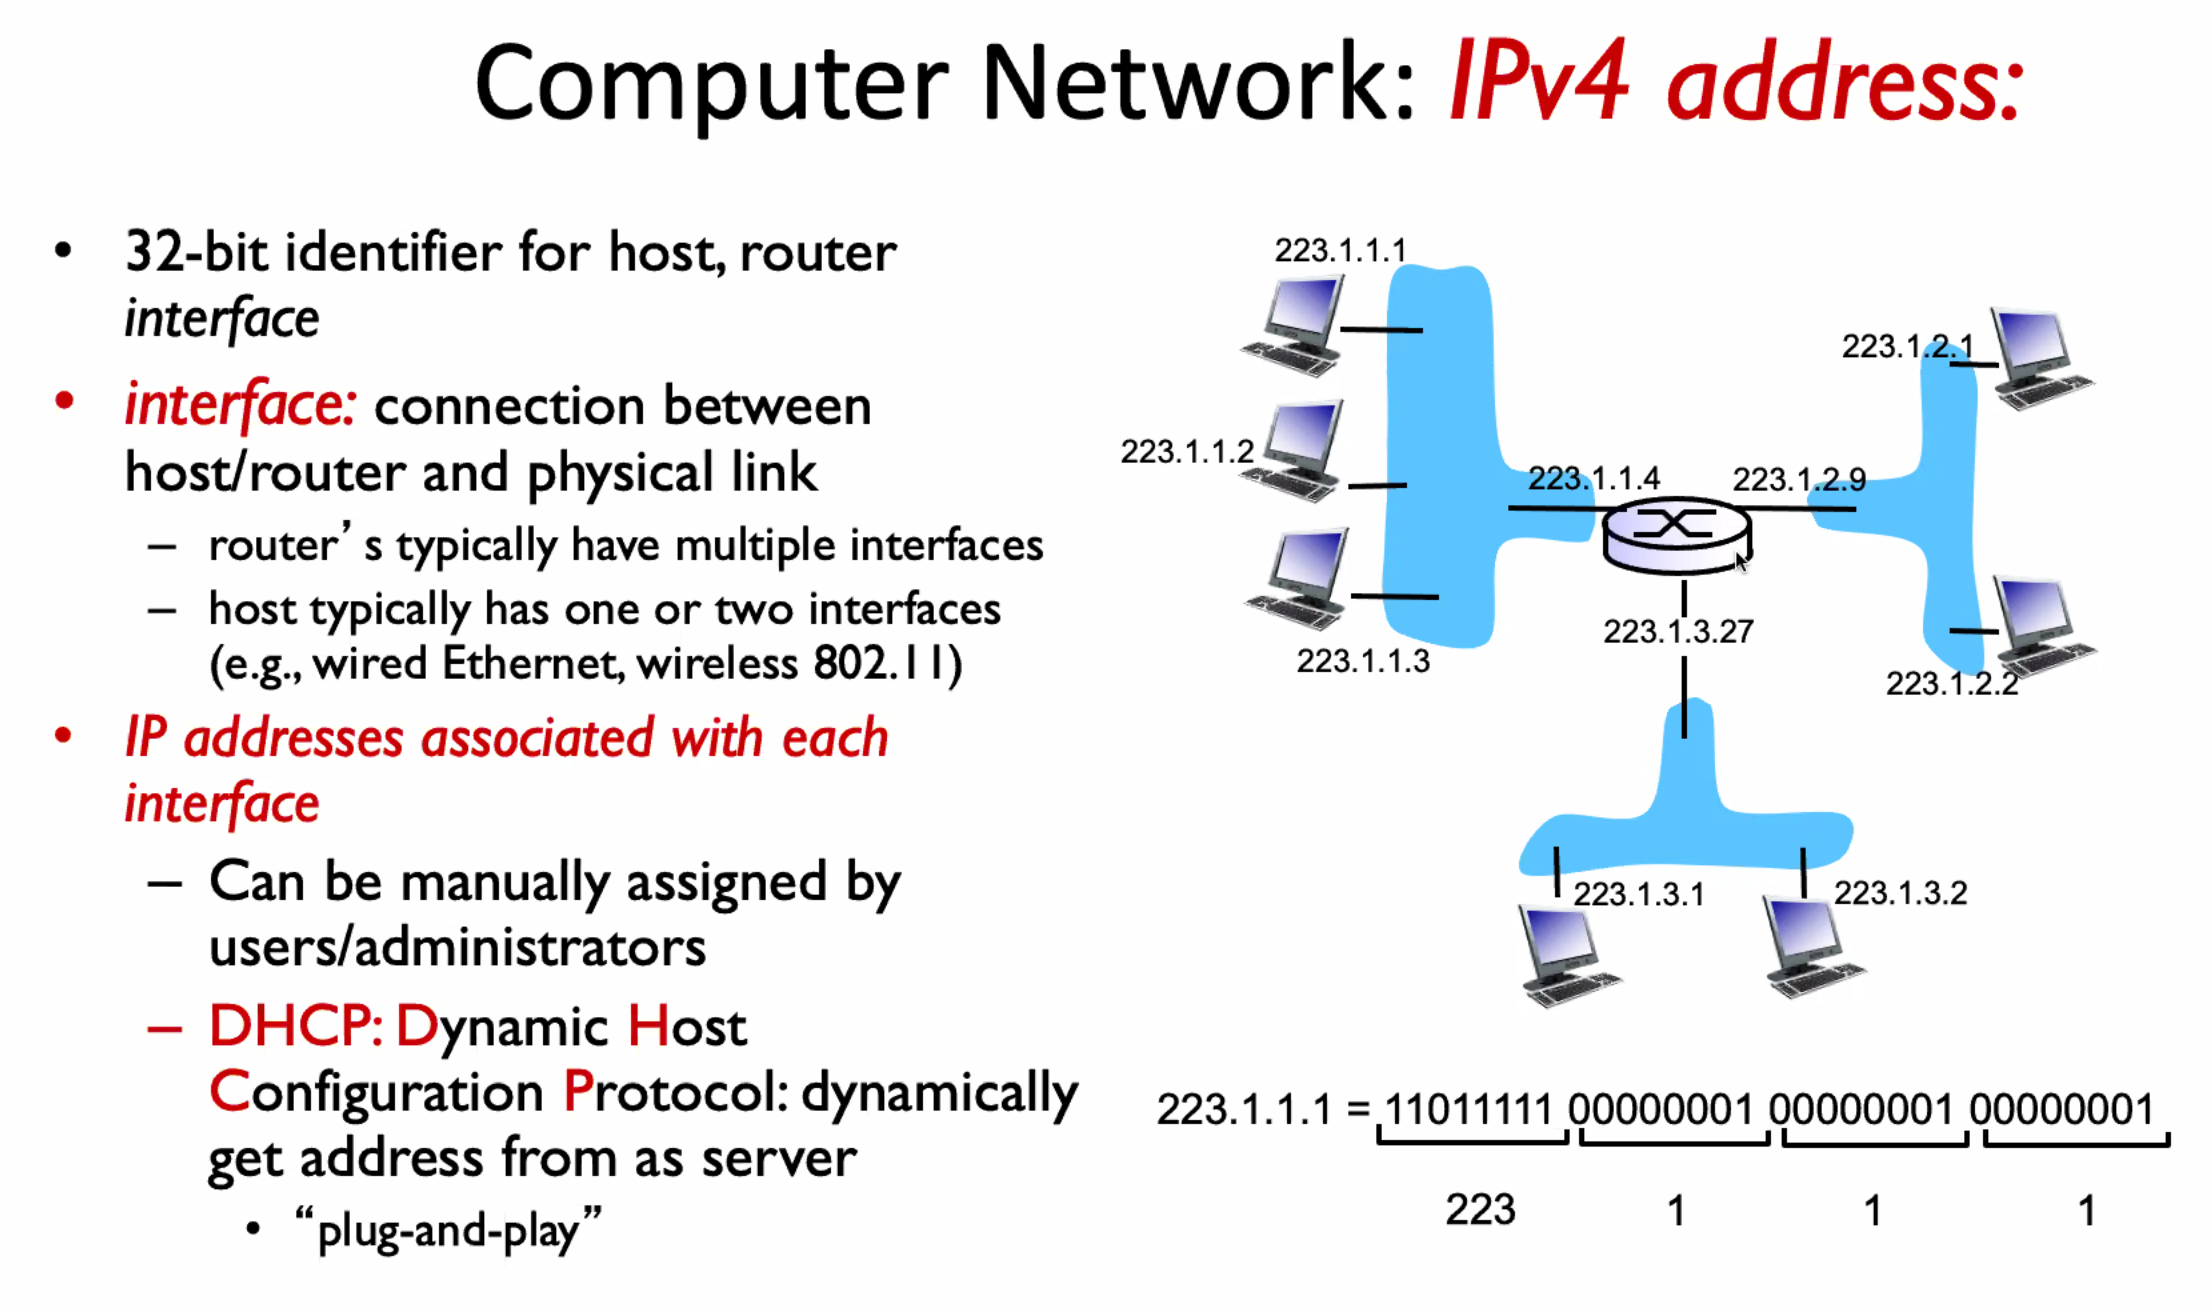 Computer Network: IPv4 address:
• 32-bit identifier for host, router
interface
• interface: connection between
host/router and physical link
– router’ s typically have multiple interfaces
– host typically has one or two interfaces
(e.g., wired Ethernet, wireless 802.11)
• IP addresses associated with each
interface
– Can be manually assigned by
users/administrators
– DHCP: Dynamic Host
Configuration Protocol: dynamically
get address from as server
• “plug-and-play”
223.1.1.1
223.1.2.1
223.1.1.2
223.1.1.4
223.1.2.9
223.1.3.27
223.1.1.3
223.1.2.2
223.1.3.1
223.1.3.2
223.1.1.1 = 11011111 00000001 00000001 00000001
223 1 1 1